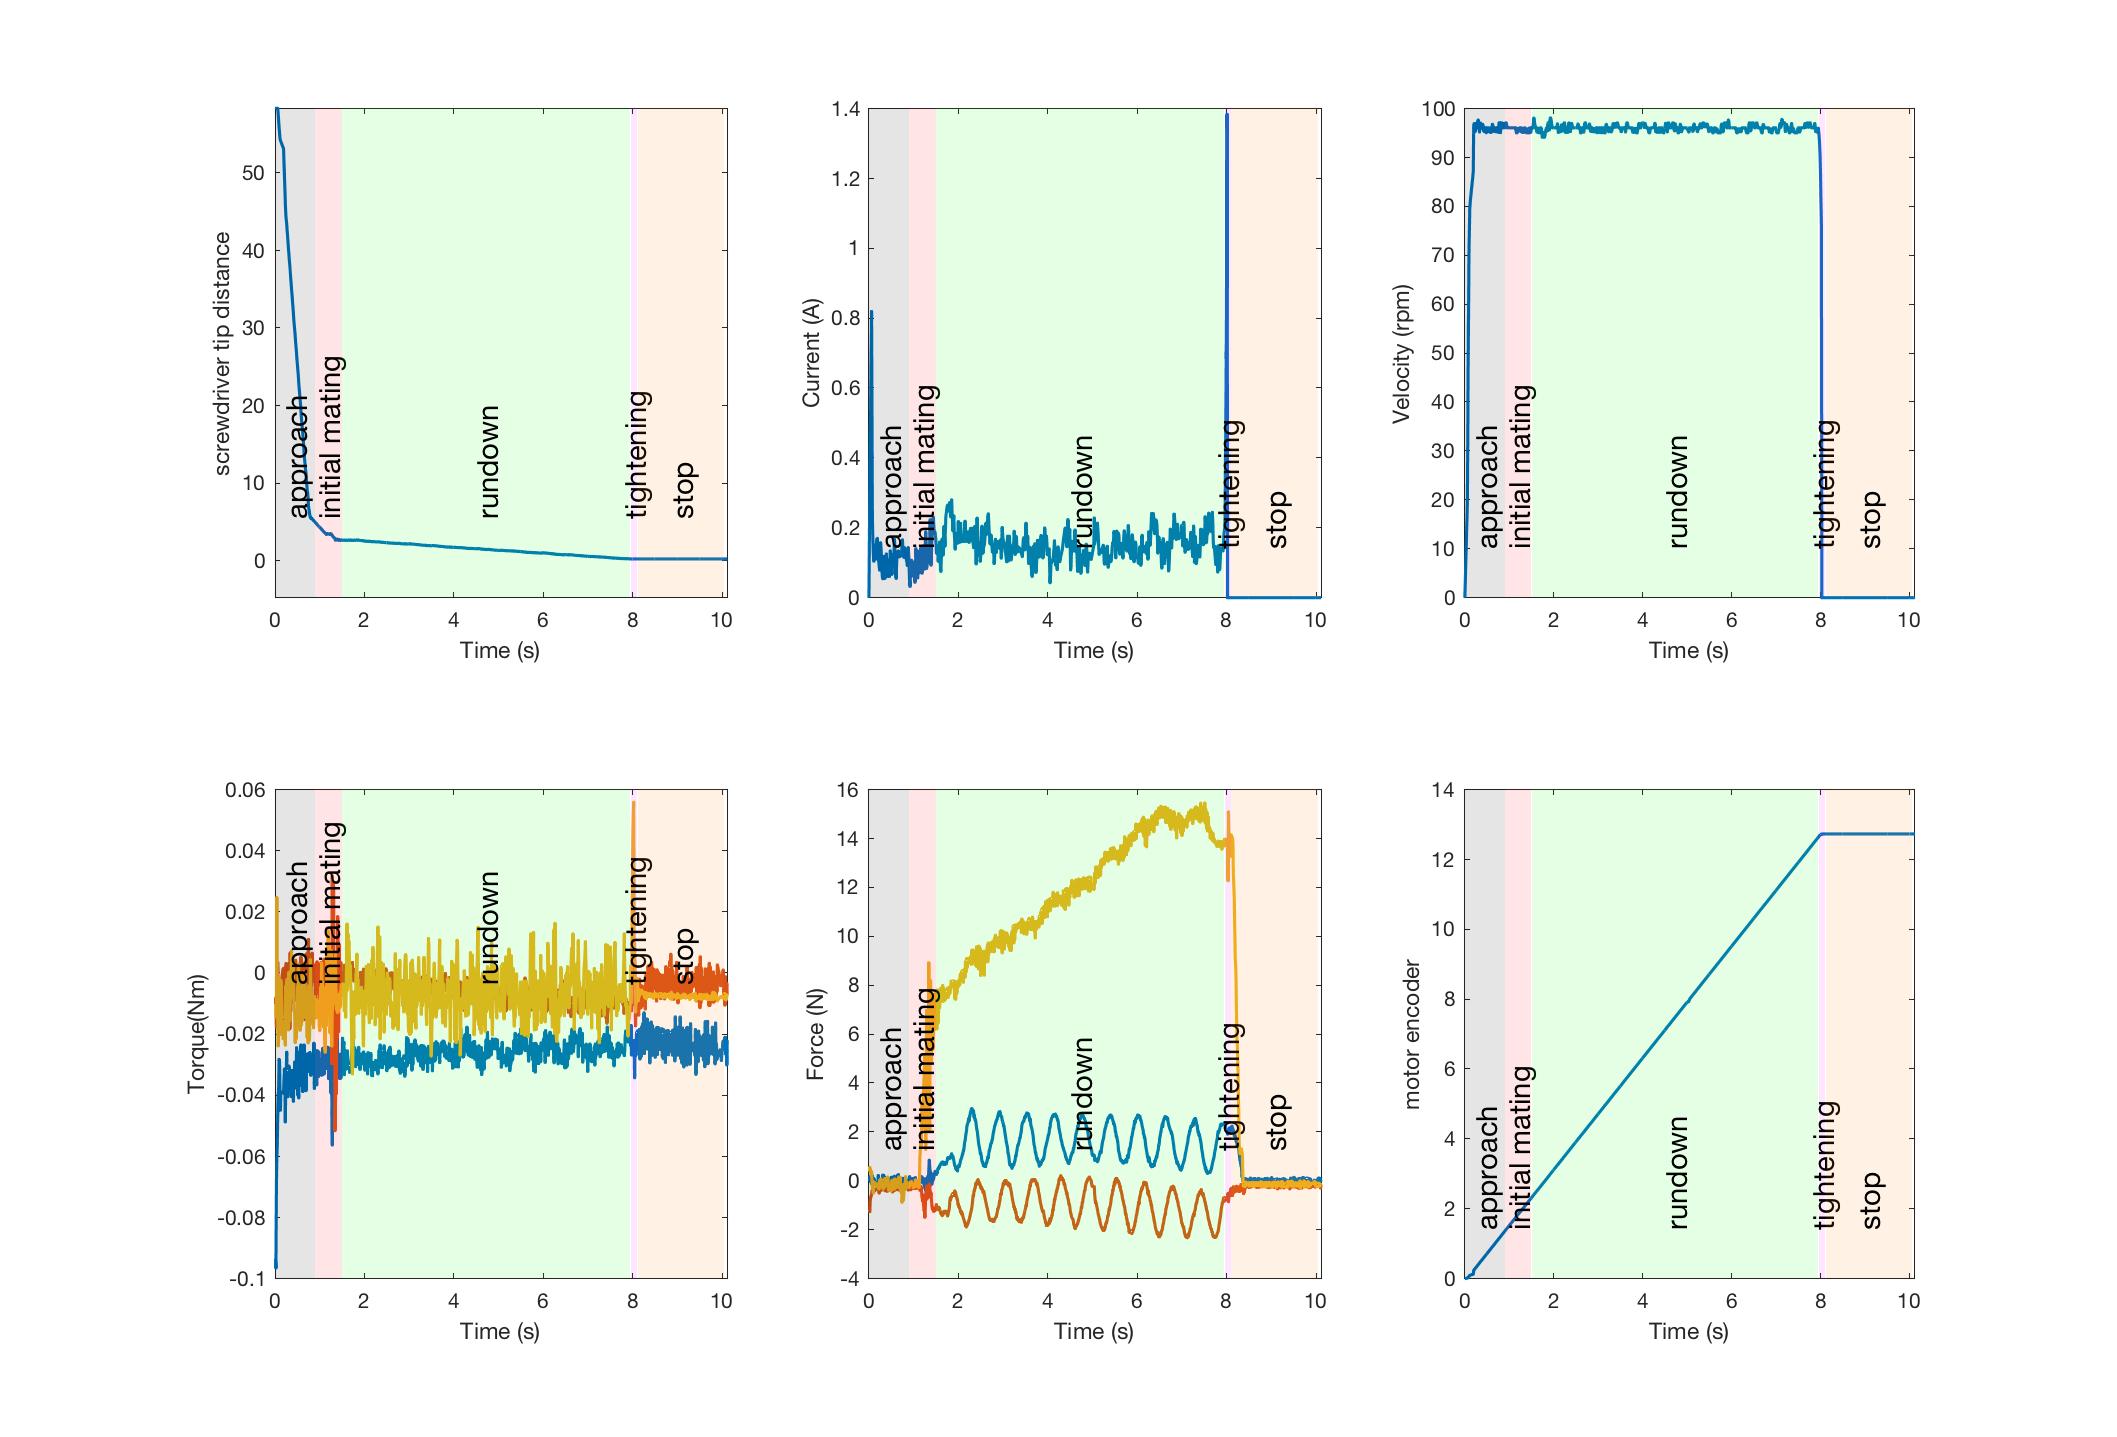 screwdriver tip distance
50
40
30
20
10
0
approach
initial mating
rundown
tightening
stop
0 2 4 6 8 10
Time (s)
Current (A)
1.4
1.2
1
0.8
0.6
0.4
0.2
0
approach
initial mating
rundown
tightening
stop
0 2 4 6 8 10
Time (s)
Velocity (rpm)
100
90
80
70
60
50
40
30
20
10
0
approach
initial mating
rundown
tightening
stop
0 2 4 6 8 10
Time (s)
Torque(Nm)
0.06
0.04
0.02
0
-0.02
-0.04
-0.06
-0.08
-0.1
approach
initial mating
rundown
tightening
stop
0 2 4 6 8 10
Time (s)
Force (N)
16
14
12
10
8
6
4
2
0
-2
-4
approach
initial mating
rundown
tightening
stop
0 2 4 6 8 10
Time (s)
motor encoder
14
12
10
8
6
4
2
0
approach
initial mating
rundown
tightening
stop
0 2 4 6 8 10
Time (s)